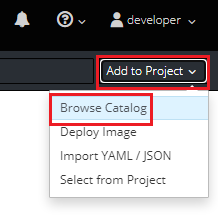 developer
Add to Project
Browse Catalog
Deploy Image
Import YAML / JSON
Select from Project